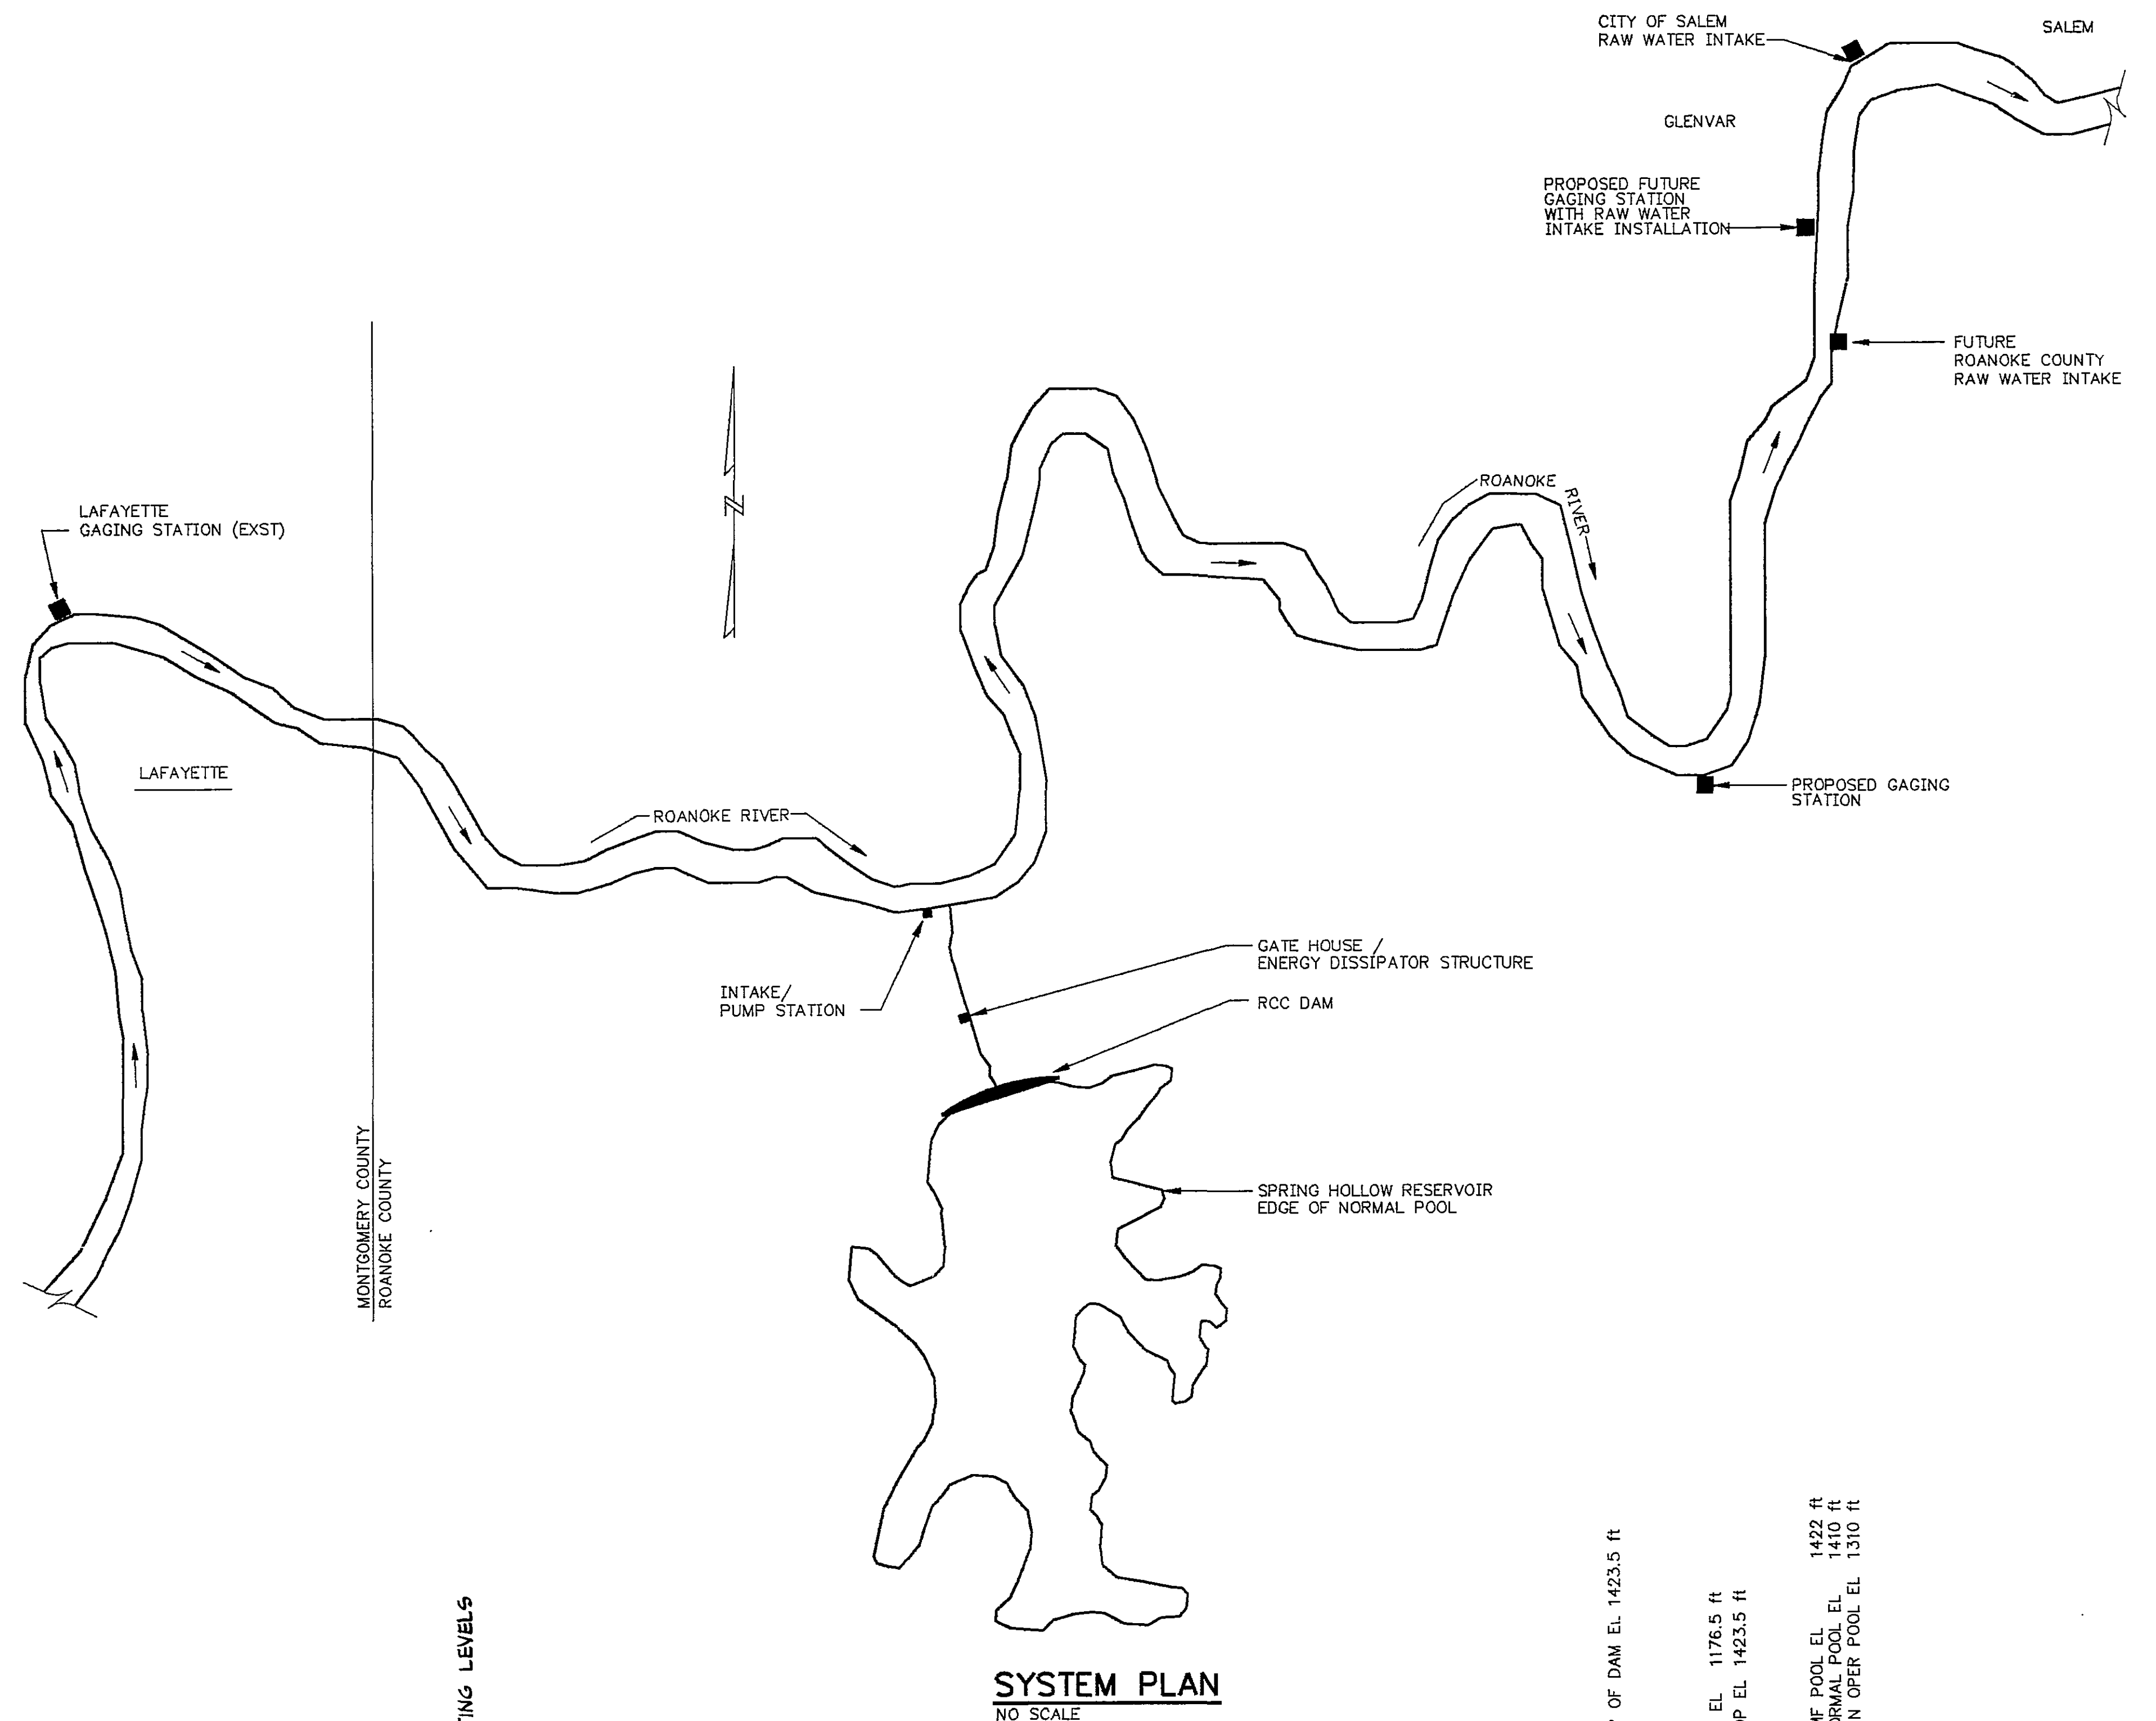 CITY OF SALEM
RAW WATER INTAKE
SALEM
GLENVAR
PROPOSED FUTURE
GAGING STATION
WITH RAW WATER
INTAKE INSTALLATION
FUTURE
ROANOKE COUNTY
RAW WATER INTAKE
N
LAFAYETTE
GAGING STATION (EXST)
ROANOKE RIVER
LAFAYETTE
PROPOSED GAGING
STATION
ROANOKE RIVER
GATE HOUSE /
ENERGY DISSIPATOR STRUCTURE
INTAKE/
PUMP STATION
RCC DAM
MONTGOMERY COUNTY
ROANOKE COUNTY
SPRING HOLLOW RESERVOIR
EDGE OF NORMAL POOL
OF DAM EL 1423.5 ft
EL 1176.5 ft
EL 1423.5 ft
POOL EL 1422 ft
POOL EL 1410 ft
OPER POOL EL 1310 ft
LEVELS
SYSTEM PLAN
NO SCALE